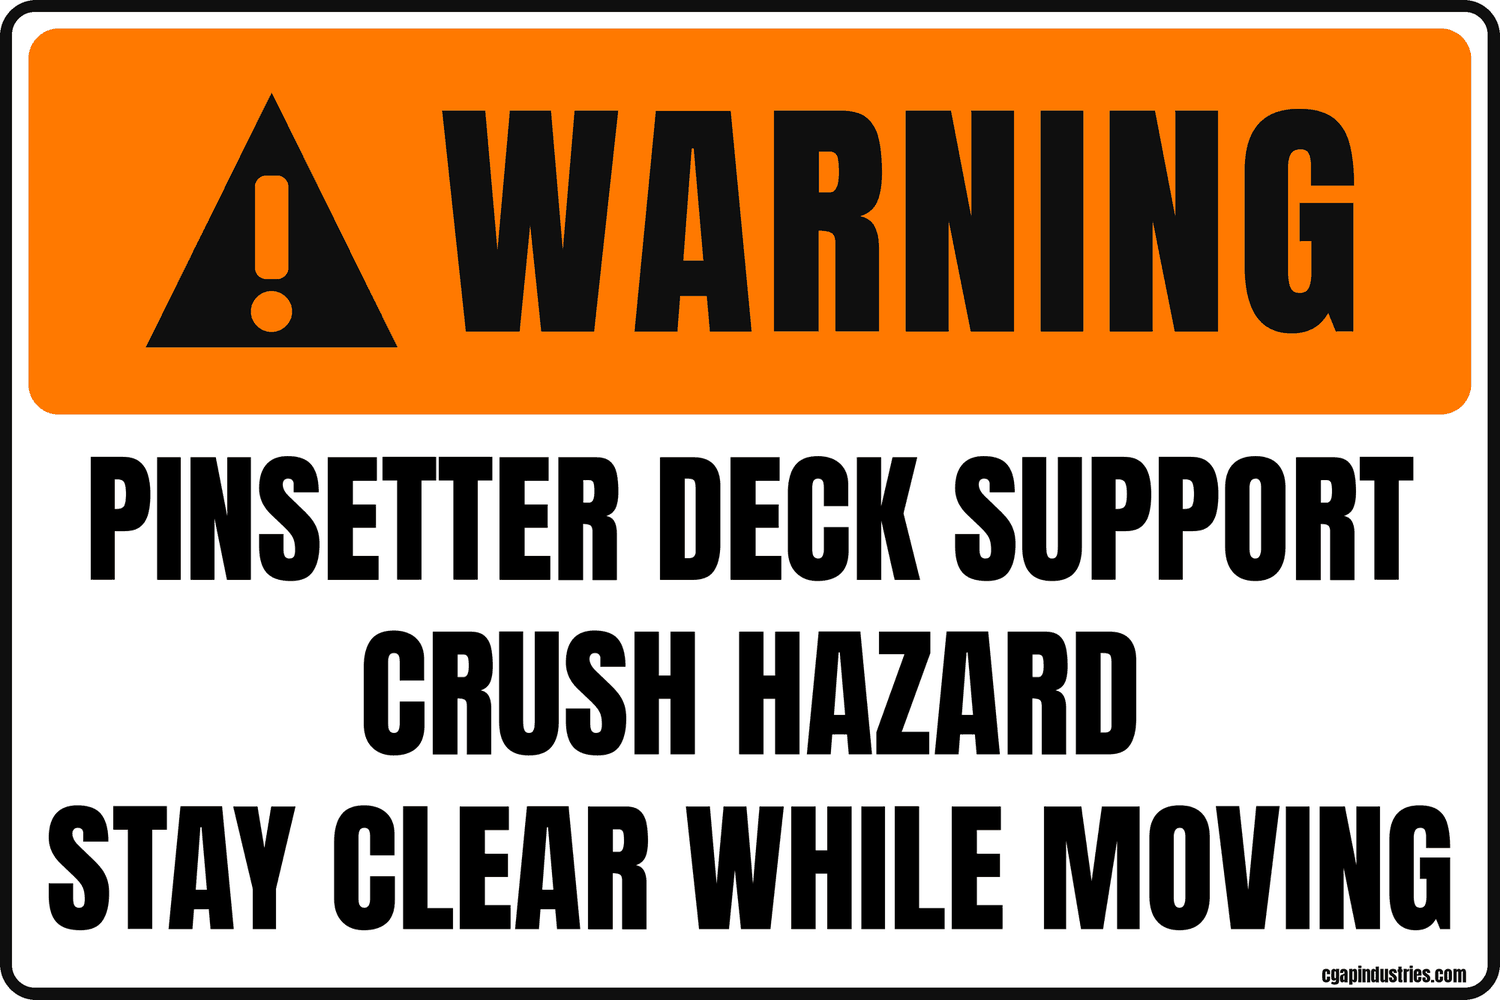 WARNING
PINSETTER DECK SUPPORT
CRUSH HAZARD
STAY CLEAR WHILE MOVING
cgapindustries.com